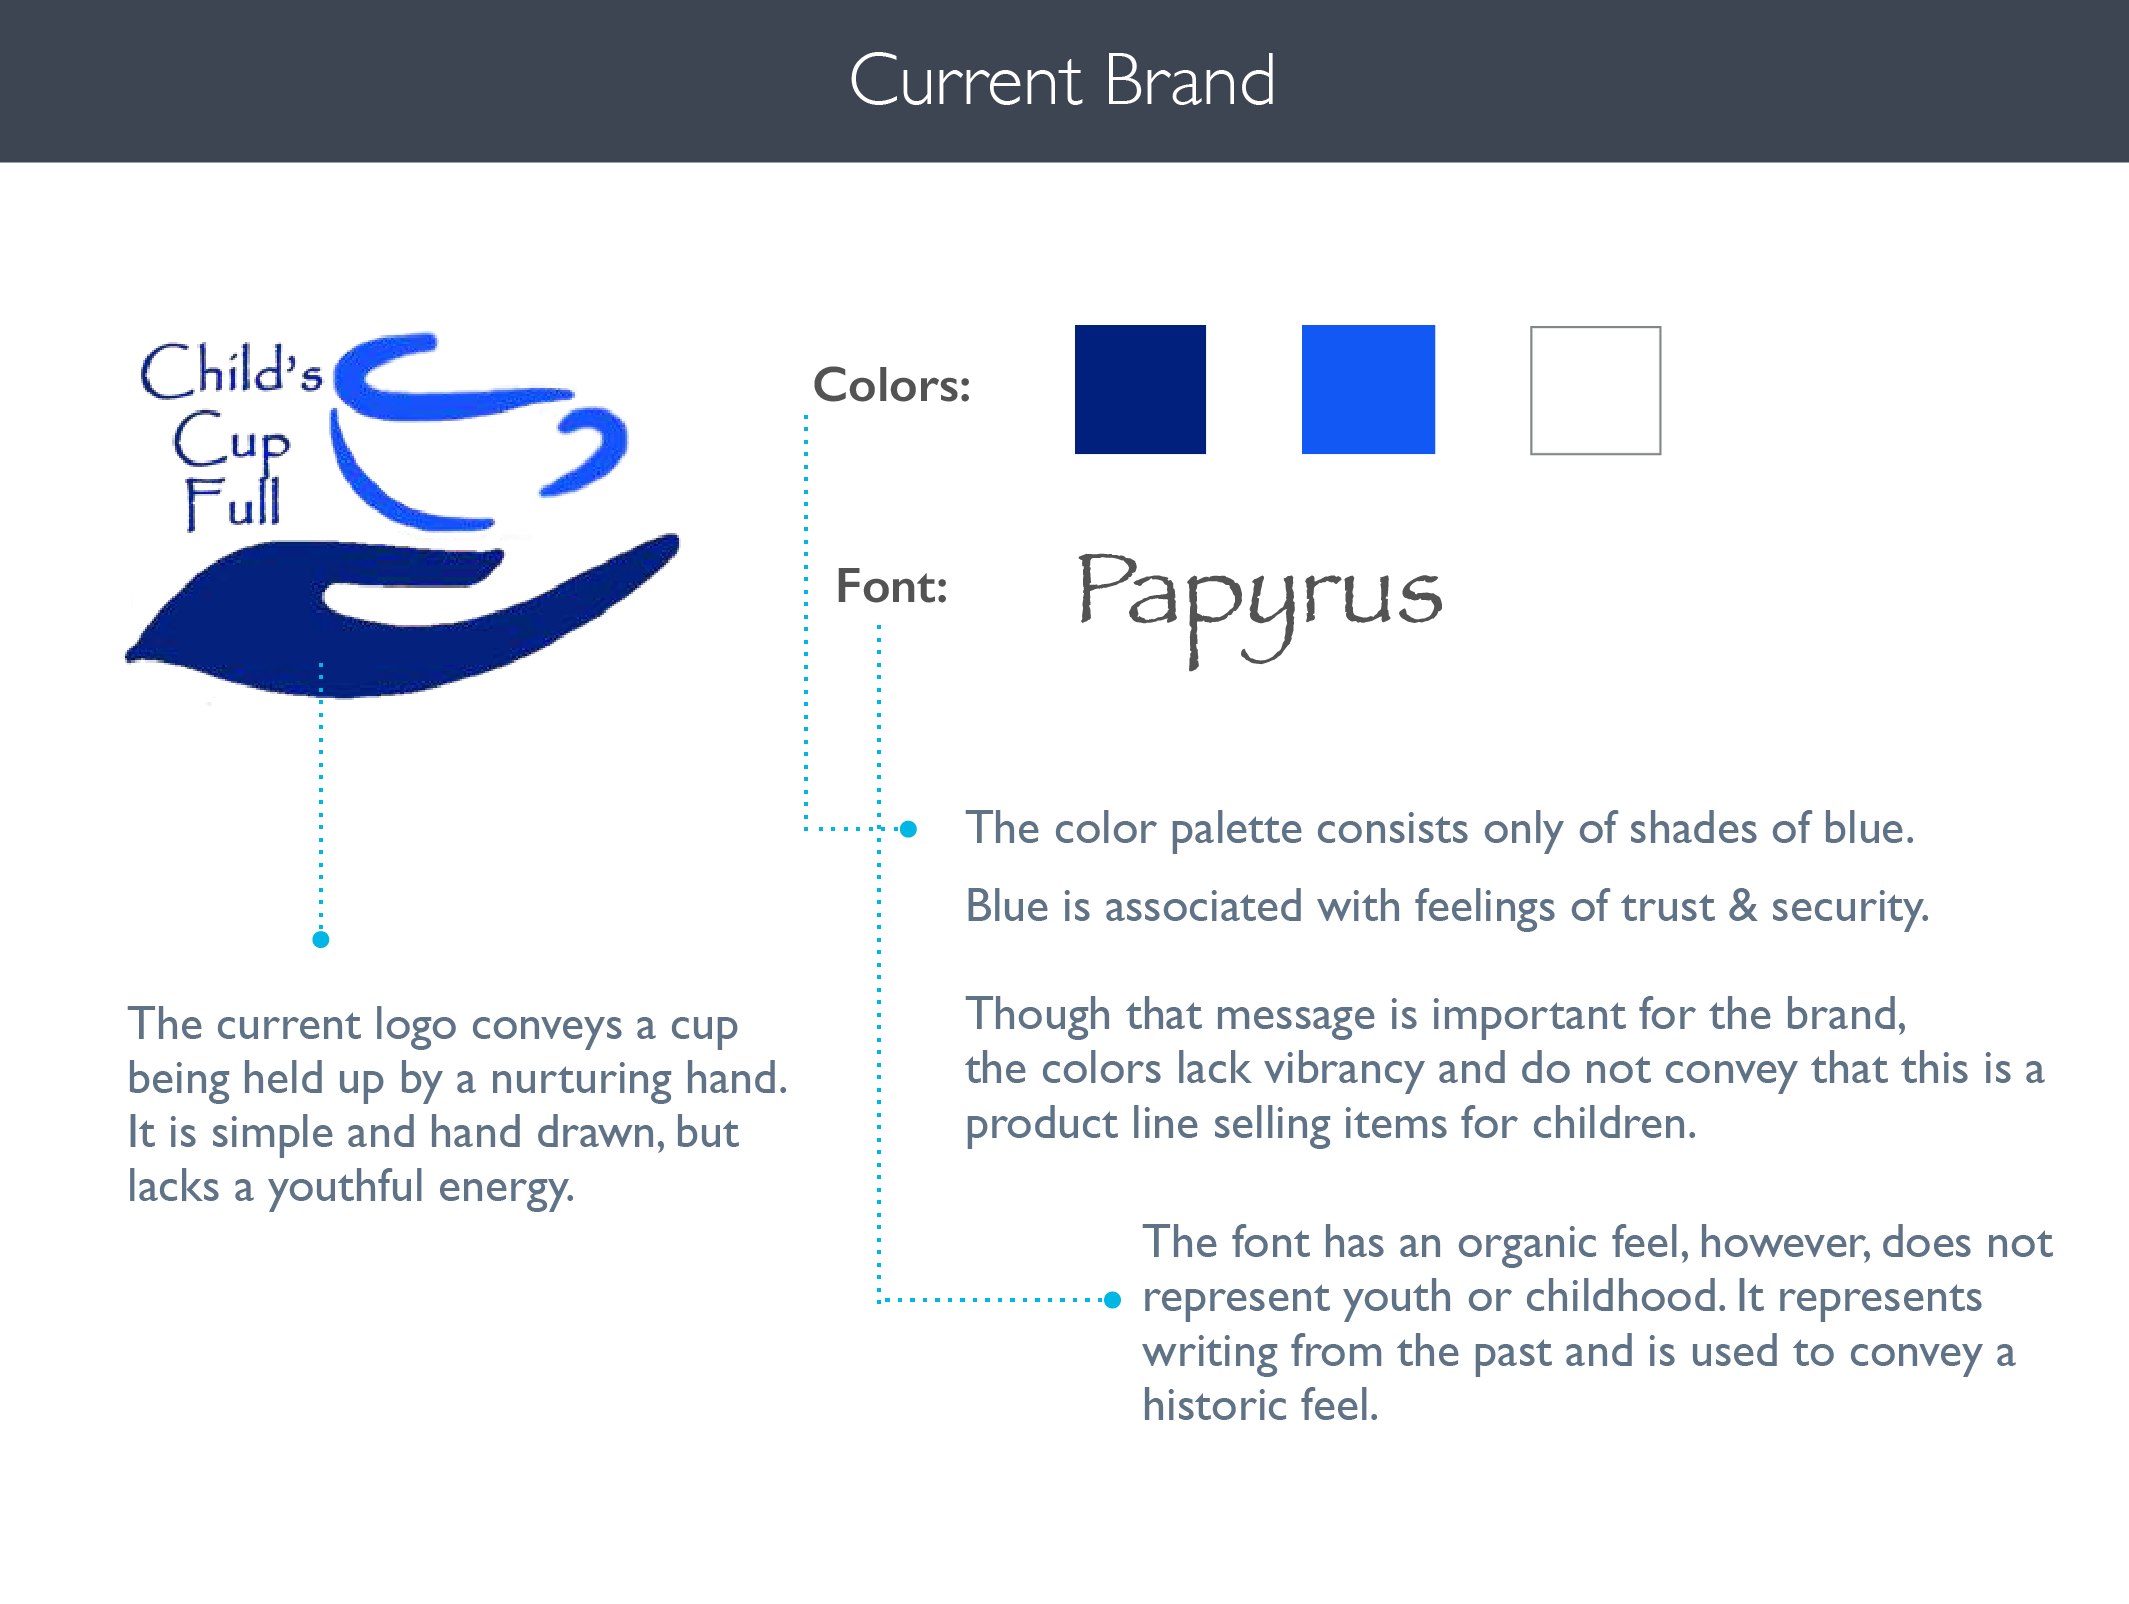 Current Brand
Child's
Cup
Full
Colors:
Font:
Papyrus
The current logo conveys a cup
being held up by a nurturing hand.
It is simple and hand drawn, but
lacks a youthful energy.
The color palette consists only of shades of blue.
Blue is associated with feelings of trust & security.
Though that message is important for the brand,
the colors lack vibrancy and do not convey that this is a
product line selling items for children.
The font has an organic feel, however, does not
represent youth or childhood. It represents
writing from the past and is used to convey a
historic feel.